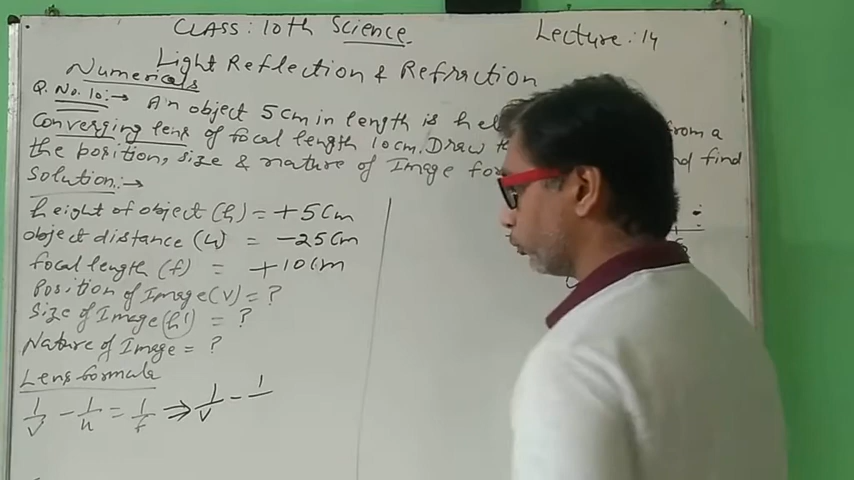 CLASS: 10th Science
Lecture: 14
Light Reflection & Refraction
Numericals
Q. No. 10:→ An object 5cm in length is hel from a
Converging lens of focal length 10cm. Draw
the position, size & nature of Image for nd find
Solution:→
height of object (h) = +5cm
object distance (u) = -25cm
focal length (f) = +10cm
Position of Image (v) = ?
Size of Image (h') = ?
Nature of Image = ?
Lens formula
1/v - 1/u = 1/f ⇒ 1/v - 1/